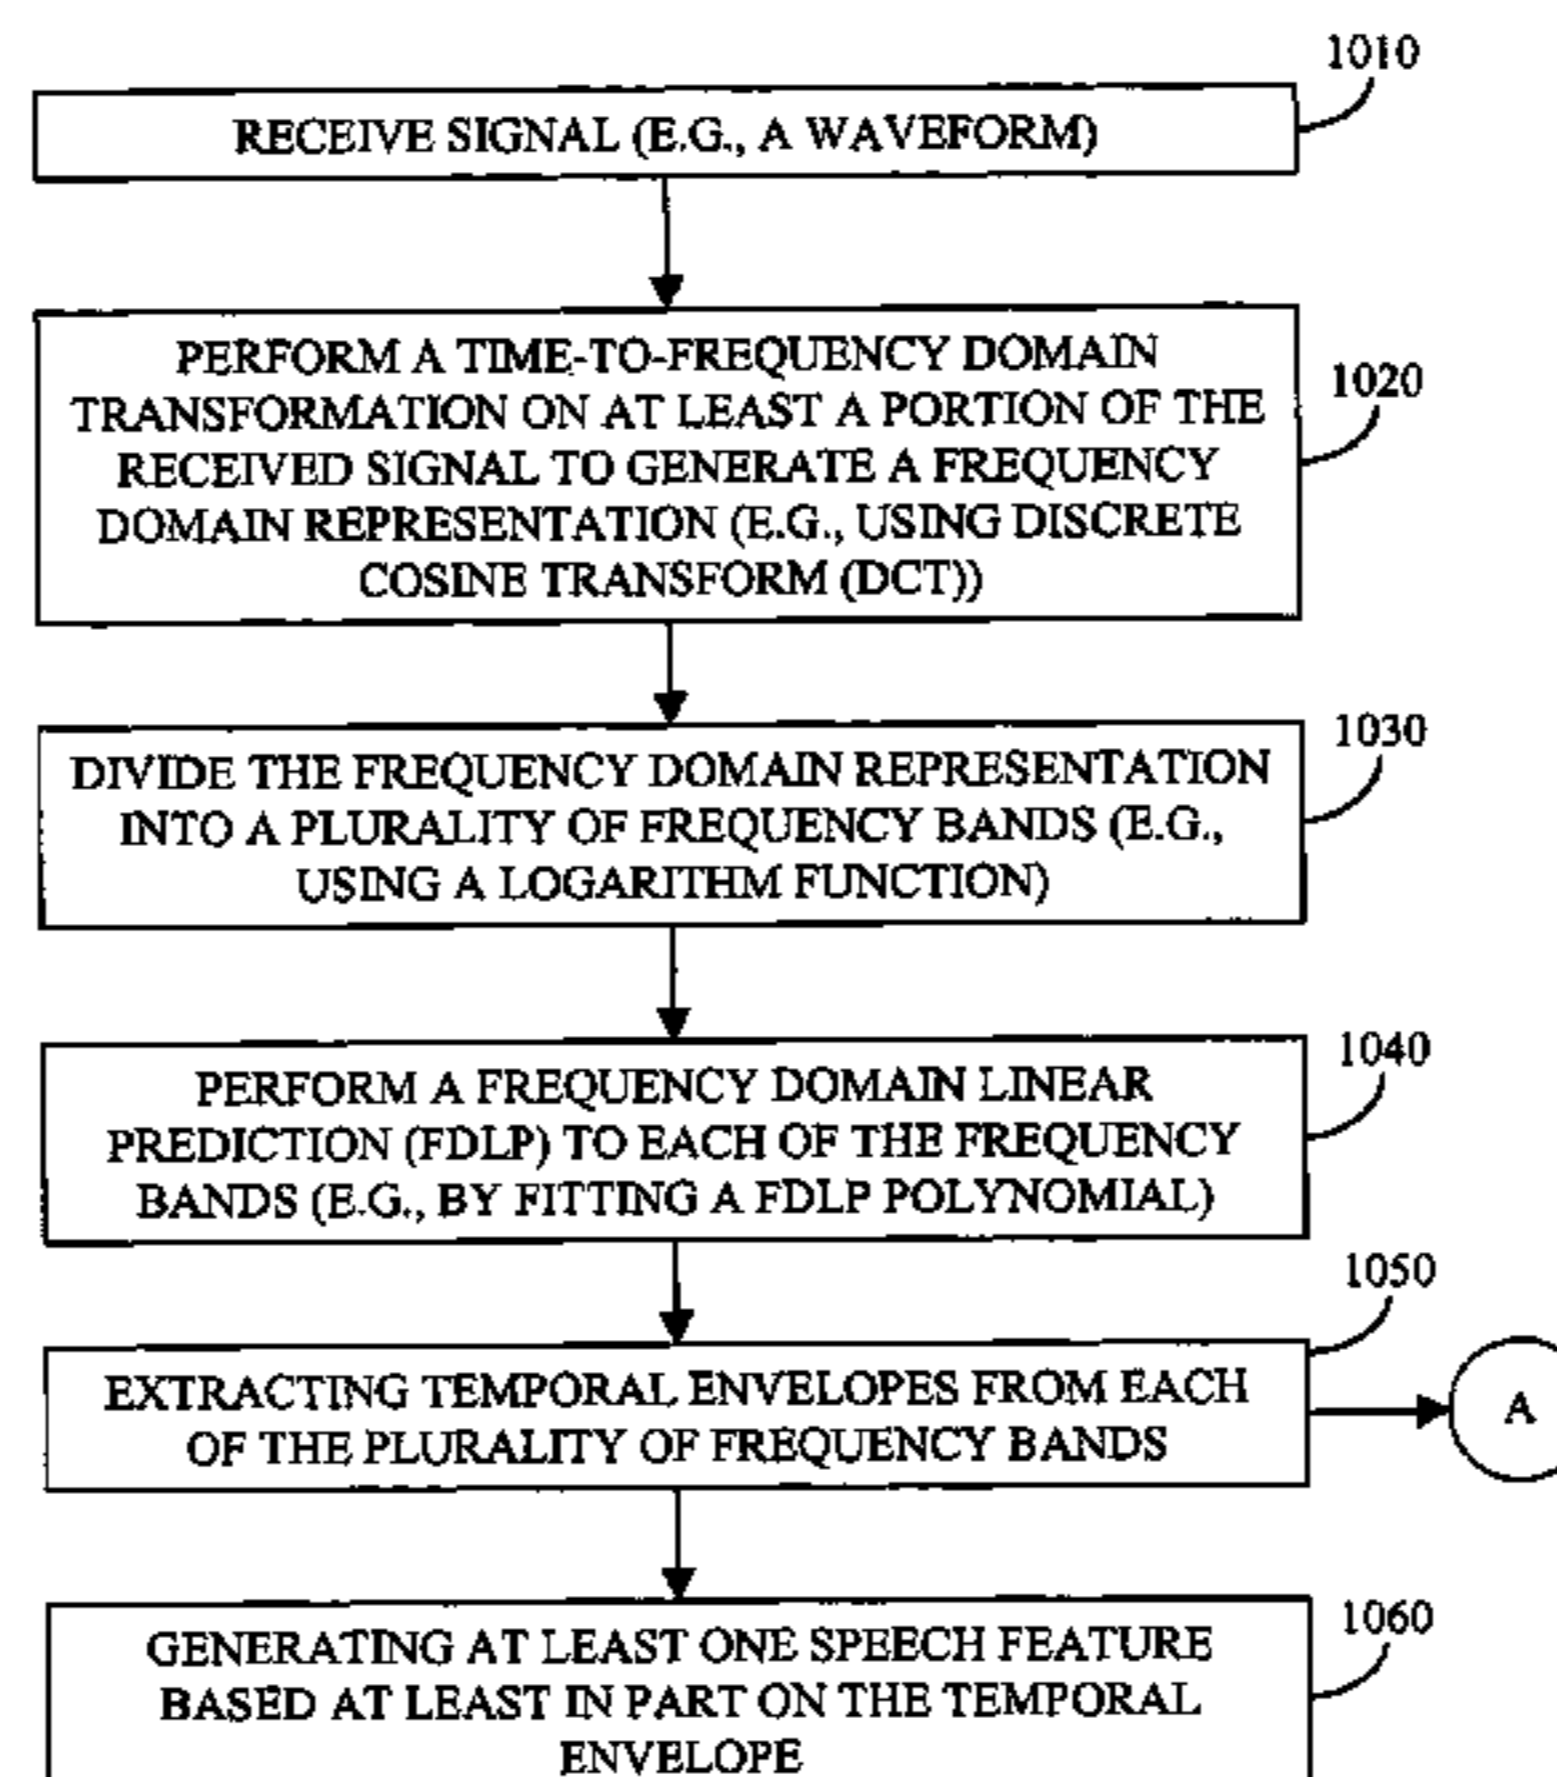 1010
RECEIVE SIGNAL (E.G., A WAVEFORM)
PERFORM A TIME-TO-FREQUENCY DOMAIN
TRANSFORMATION ON AT LEAST A PORTION OF THE
RECEIVED SIGNAL TO GENERATE A FREQUENCY
DOMAIN REPRESENTATION (E.G., USING DISCRETE
COSINE TRANSFORM (DCT))
1020
1030
DIVIDE THE FREQUENCY DOMAIN REPRESENTATION
INTO A PLURALITY OF FREQUENCY BANDS (E.G.,
USING A LOGARITHM FUNCTION)
1040
PERFORM A FREQUENCY DOMAIN LINEAR
PREDICTION (FDLP) TO EACH OF THE FREQUENCY
BANDS (E.G., BY FITTING A FDLP POLYNOMIAL)
1050
EXTRACTING TEMPORAL ENVELOPES FROM EACH
OF THE PLURALITY OF FREQUENCY BANDS
A
1060
GENERATING AT LEAST ONE SPEECH FEATURE
BASED AT LEAST IN PART ON THE TEMPORAL
ENVELOPE